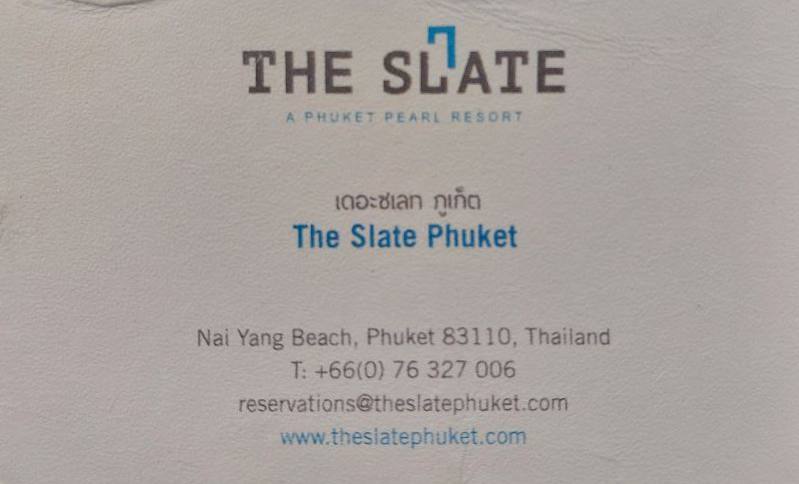 THE SLATE
A PHUKET PEARL RESORT
เดอะซเลท ภูเก็ต
The Slate Phuket
Nai Yang Beach, Phuket 83110, Thailand
T: +66(0) 76 327 006
reservations@theslatephuket.com
www.theslatephuket.com